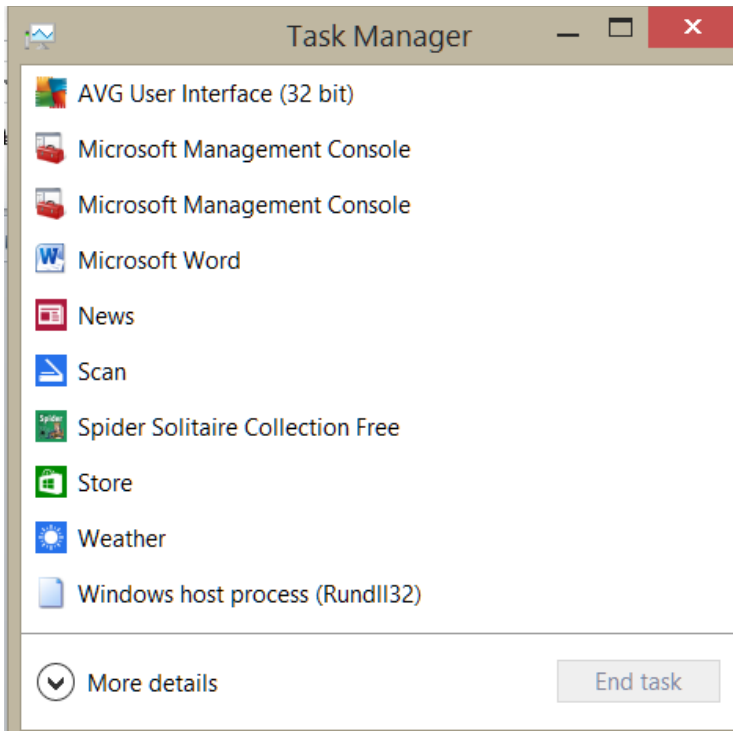 Task Manager
AVG User Interface (32 bit)
Microsoft Management Console
Microsoft Management Console
Microsoft Word
News
Scan
Spider Solitaire Collection Free
Store
Weather
Windows host process (Rundll32)
More details
End task